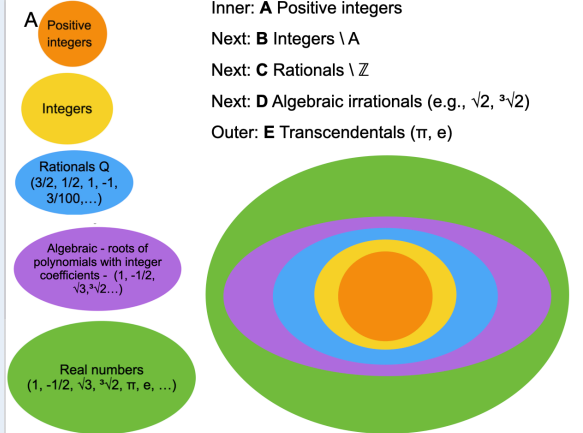 A
Positive
integers
Integers
Rationals Q
(3/2, 1/2, 1, -1,
3/100,...)
Algebraic - roots of
polynomials with integer
coefficients - (1, -1/2,
√3,³√2...)
Real numbers
(1, -1/2, √3, ³√2, π, e, ...)
Inner: A Positive integers
Next: B Integers \ A
Next: C Rationals \ ℤ
Next: D Algebraic irrationals (e.g., √2, ³√2)
Outer: E Transcendentals (π, e)